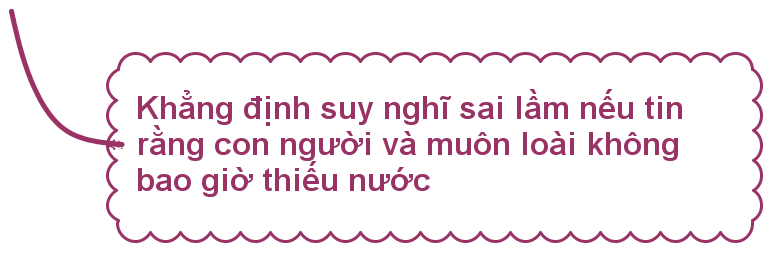 Khẳng định suy nghĩ sai lầm nếu tin
rằng con người và muôn loài không
bao giờ thiếu nước